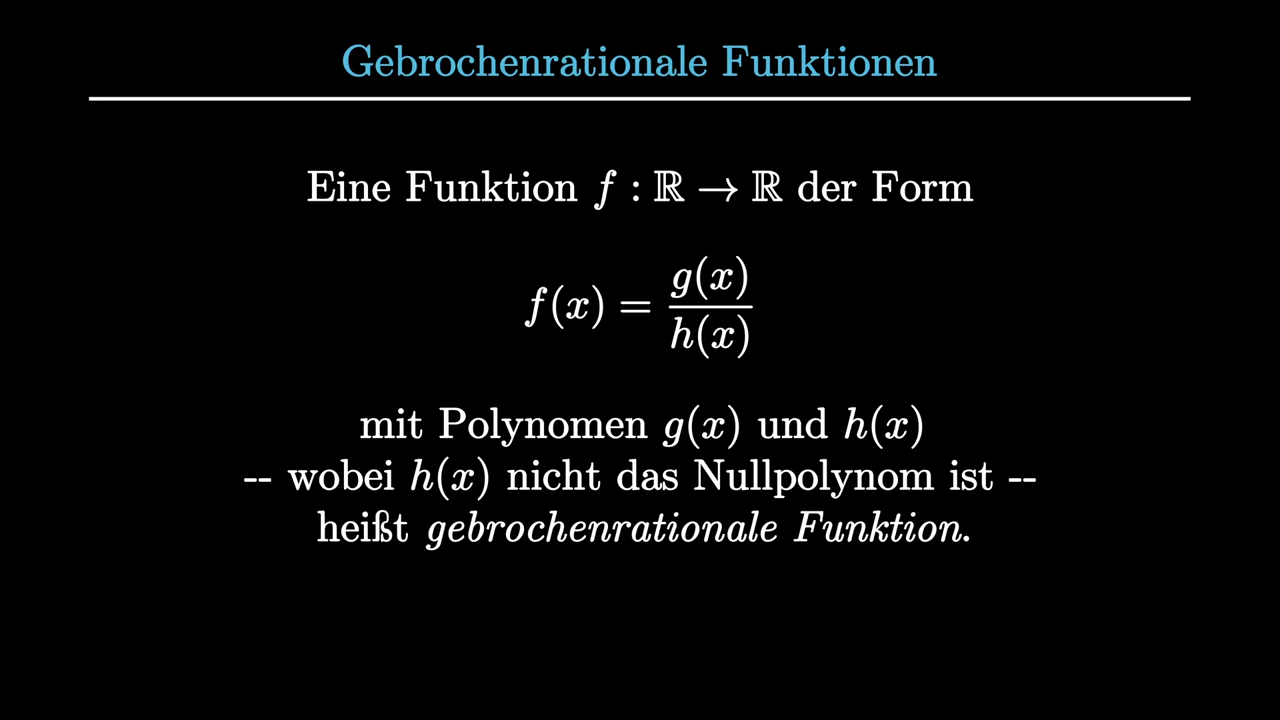 Gebrochenrationale Funktionen
Eine Funktion f : ℝ → ℝ der Form
f(x) = g(x) / h(x)
mit Polynomen g(x) und h(x)
-- wobei h(x) nicht das Nullpolynom ist --
heißt gebrochenrationale Funktion.